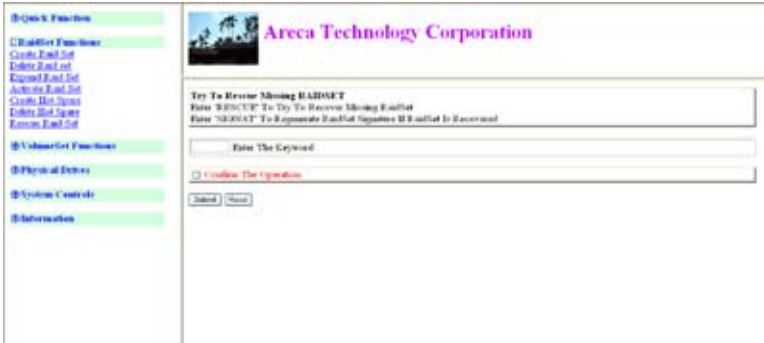 Quick Function
RaidSet Functions
Create Raid Set
Delete Raid set
Expend Raid Set
Activate Raid Set
Create Hot Spare
Delete Hot Spare
Rescue Raid Set
VolumeSet Functions
Physical Drives
System Controls
Information
Areca Technology Corporation
Try To Rescue Missing RAIDSET
Enter 'RESCUE' To Try To Recover Missing RaidSet
Enter 'SIGNAT' To Regenerate RaidSet Signature If RaidSet Is Recovered
Enter The Keyword
Confirm The Operation
Submit Reset